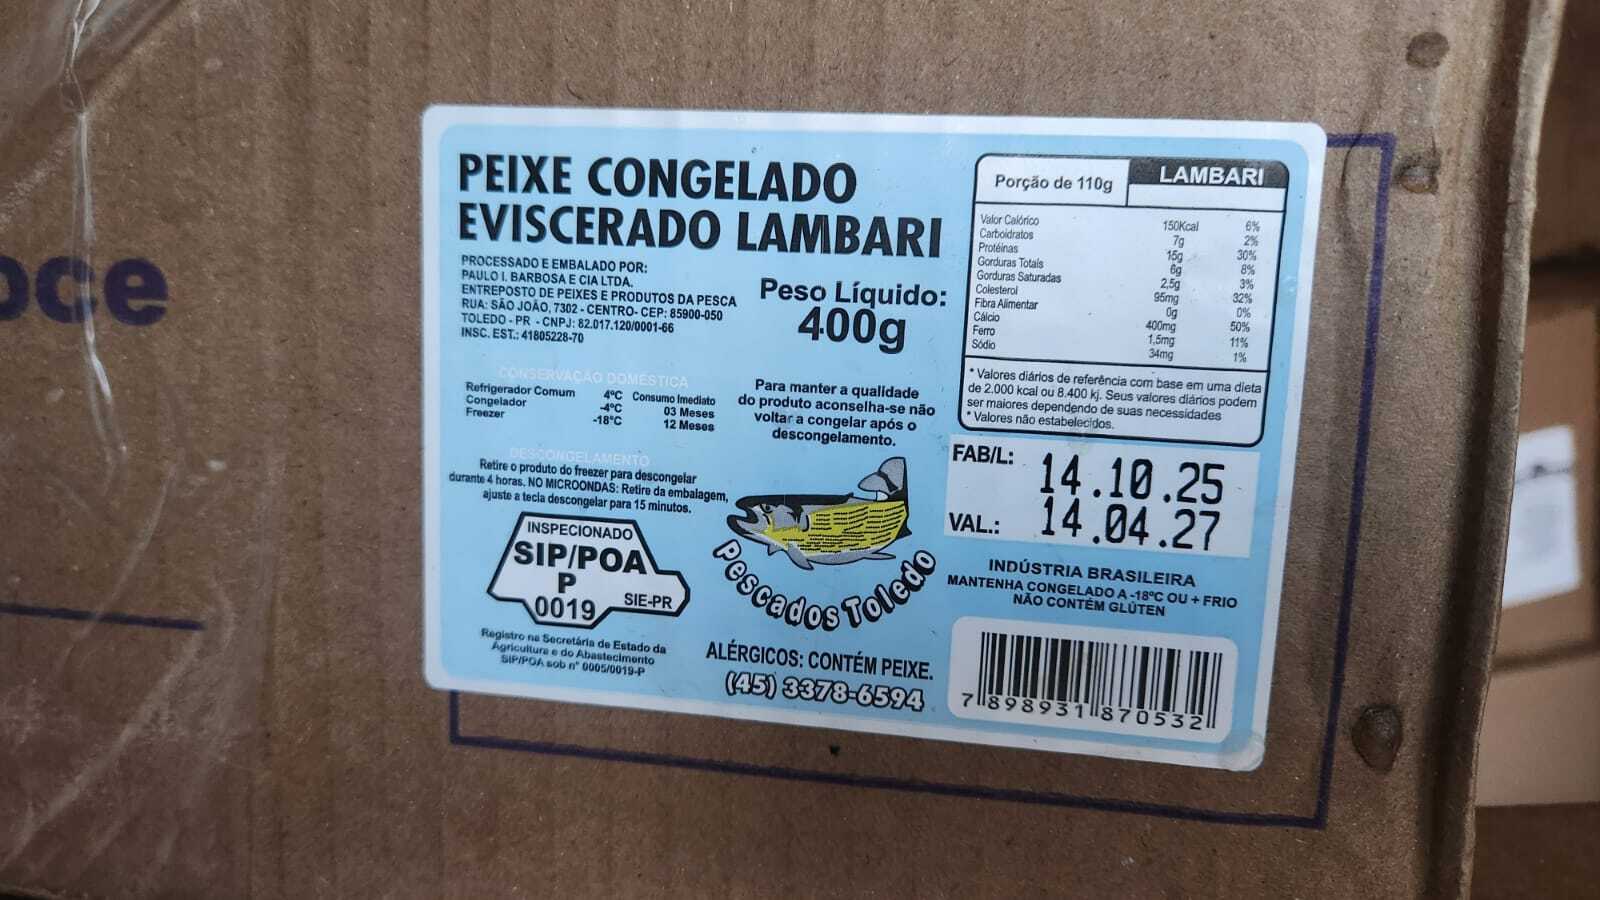 oce
PEIXE CONGELADO
EVISCERADO LAMBARI
PROCESSADO E EMBALADO POR:
PAULO I. BARBOSA E CIA LTDA.
ENTREPOSTO DE PEIXES E PRODUTOS DA PESCA
RUA: SÃO JOÃO, 7302 - CENTRO- CEP: 85900-050
TOLEDO - PR - CNPJ: 82.017.120/0001-66
INSC. EST.: 41805228-70
Peso Líquido:
400g
CONSERVAÇÃO DOMÉSTICA
Refrigerador Comum 4ºC Consumo Imediato
Congelador -4ºC 03 Meses
Freezer -18ºC 12 Meses
Para manter a qualidade
do produto aconselha-se não
voltar a congelar após o
descongelamento.
DESCONGELAMENTO
Retire o produto do freezer para descongelar
durante 4 horas. NO MICROONDAS: Retire da embalagem,
ajuste a tecla descongelar para 15 minutos.
INSPECIONADO
SIP/POA
P
0019
SIE-PR
Registro na Secretária de Estado da
Agricultura e do Abastecimento
SIP/POA sob nº 0005/0019-P
Pescados Toledo
ALÉRGICOS: CONTÉM PEIXE.
(45) 3378-6594
Porção de 110g LAMBARI
Valor Calórico 150Kcal 6%
Carboidratos 7g 2%
Protéinas 15g 30%
Gorduras Totais 6g 8%
Gorduras Saturadas 2,5g 3%
Colesterol 95mg 32%
Fibra Alimentar 0g 0%
Cálcio 400mg 50%
Ferro 1,5mg 11%
Sódio 34mg 1%
* Valores diários de referência com base em uma dieta
de 2.000 kcal ou 8.400 kj. Seus valores diários podem
ser maiores dependendo de suas necessidades
* Valores não estabelecidos.
FAB/L: 14.10.25
VAL.: 14.04.27
INDÚSTRIA BRASILEIRA
MANTENHA CONGELADO A -18ºC OU + FRIO
NÃO CONTÉM GLÚTEN
7 898931 870532